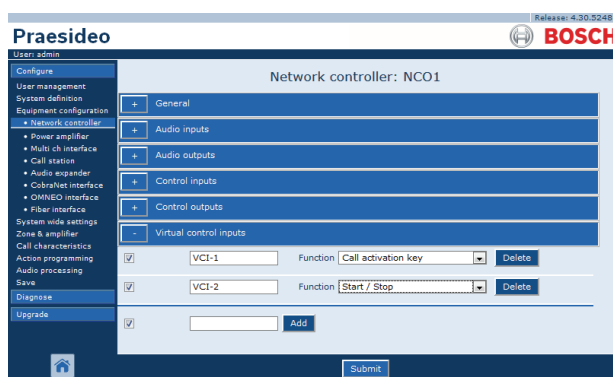 Release: 4.30.5248
Praesideo
BOSCH
User: admin
Configure
User management
System definition
Equipment configuration
• Network controller
• Power amplifier
• Multi ch interface
• Call station
• Audio expander
• CobraNet interface
• OMNEO interface
• Fiber interface
System wide settings
Zone & amplifier
Call characteristics
Action programming
Audio processing
Save
Diagnose
Upgrade
Network controller: NCO1
+ General
+ Audio inputs
+ Audio outputs
+ Control inputs
+ Control outputs
- Virtual control inputs
VCI-1 Function Call activation key Delete
VCI-2 Function Start / Stop Delete
Add
Submit